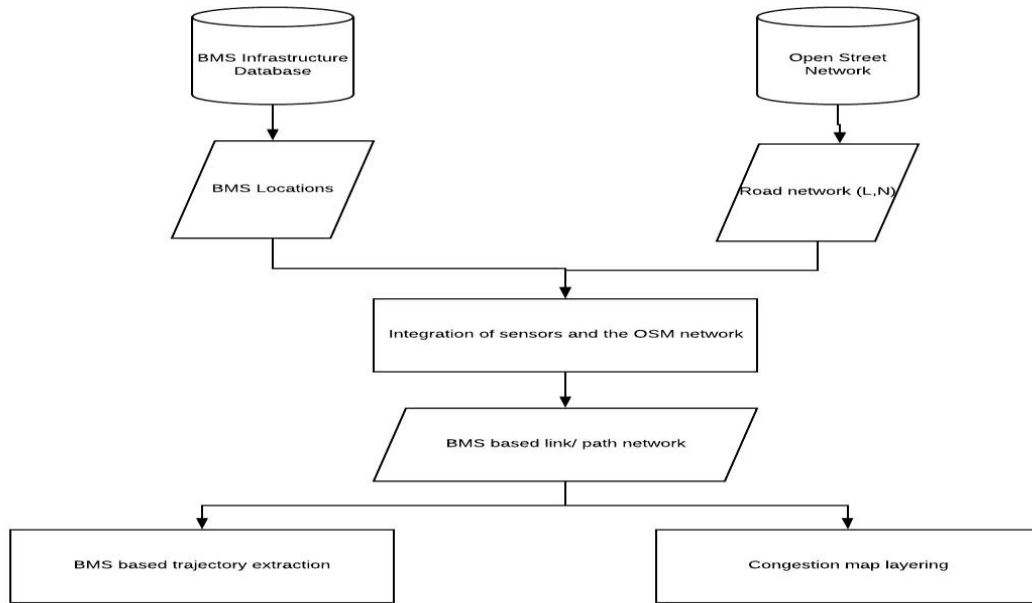 BMS Infrastructure
Database
Open Street
Network
BMS Locations
Road network (L,N)
Integration of sensors and the OSM network
BMS based link/ path network
BMS based trajectory extraction
Congestion map layering